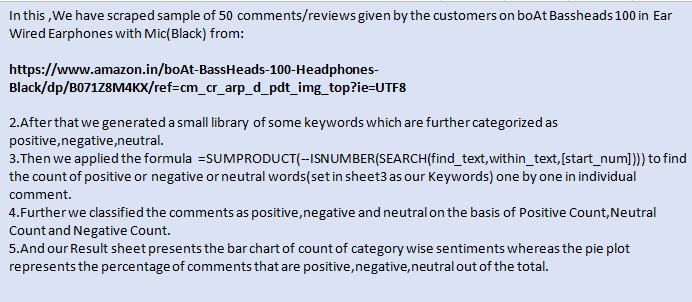 In this ,We have scraped sample of 50 comments/reviews given by the customers on boAt Bassheads 100 in Ear
Wired Earphones with Mic(Black) from:
https://www.amazon.in/boAt-BassHeads-100-Headphones-
Black/dp/B071Z8M4KX/ref=cm_cr_arp_d_pdt_img_top?ie=UTF8
2.After that we generated a small library of some keywords which are further categorized as
positive,negative,neutral.
3.Then we applied the formula =SUMPRODUCT(--ISNUMBER(SEARCH(find_text,within_text,[start_num]))) to find
the count of positive or negative or neutral words(set in sheet3 as our Keywords) one by one in individual
comment.
4.Further we classified the comments as positive,negative and neutral on the basis of Positive Count,Neutral
Count and Negative Count.
5.And our Result sheet presents the bar chart of count of category wise sentiments whereas the pie plot
represents the percentage of comments that are positive,negative,neutral out of the total.